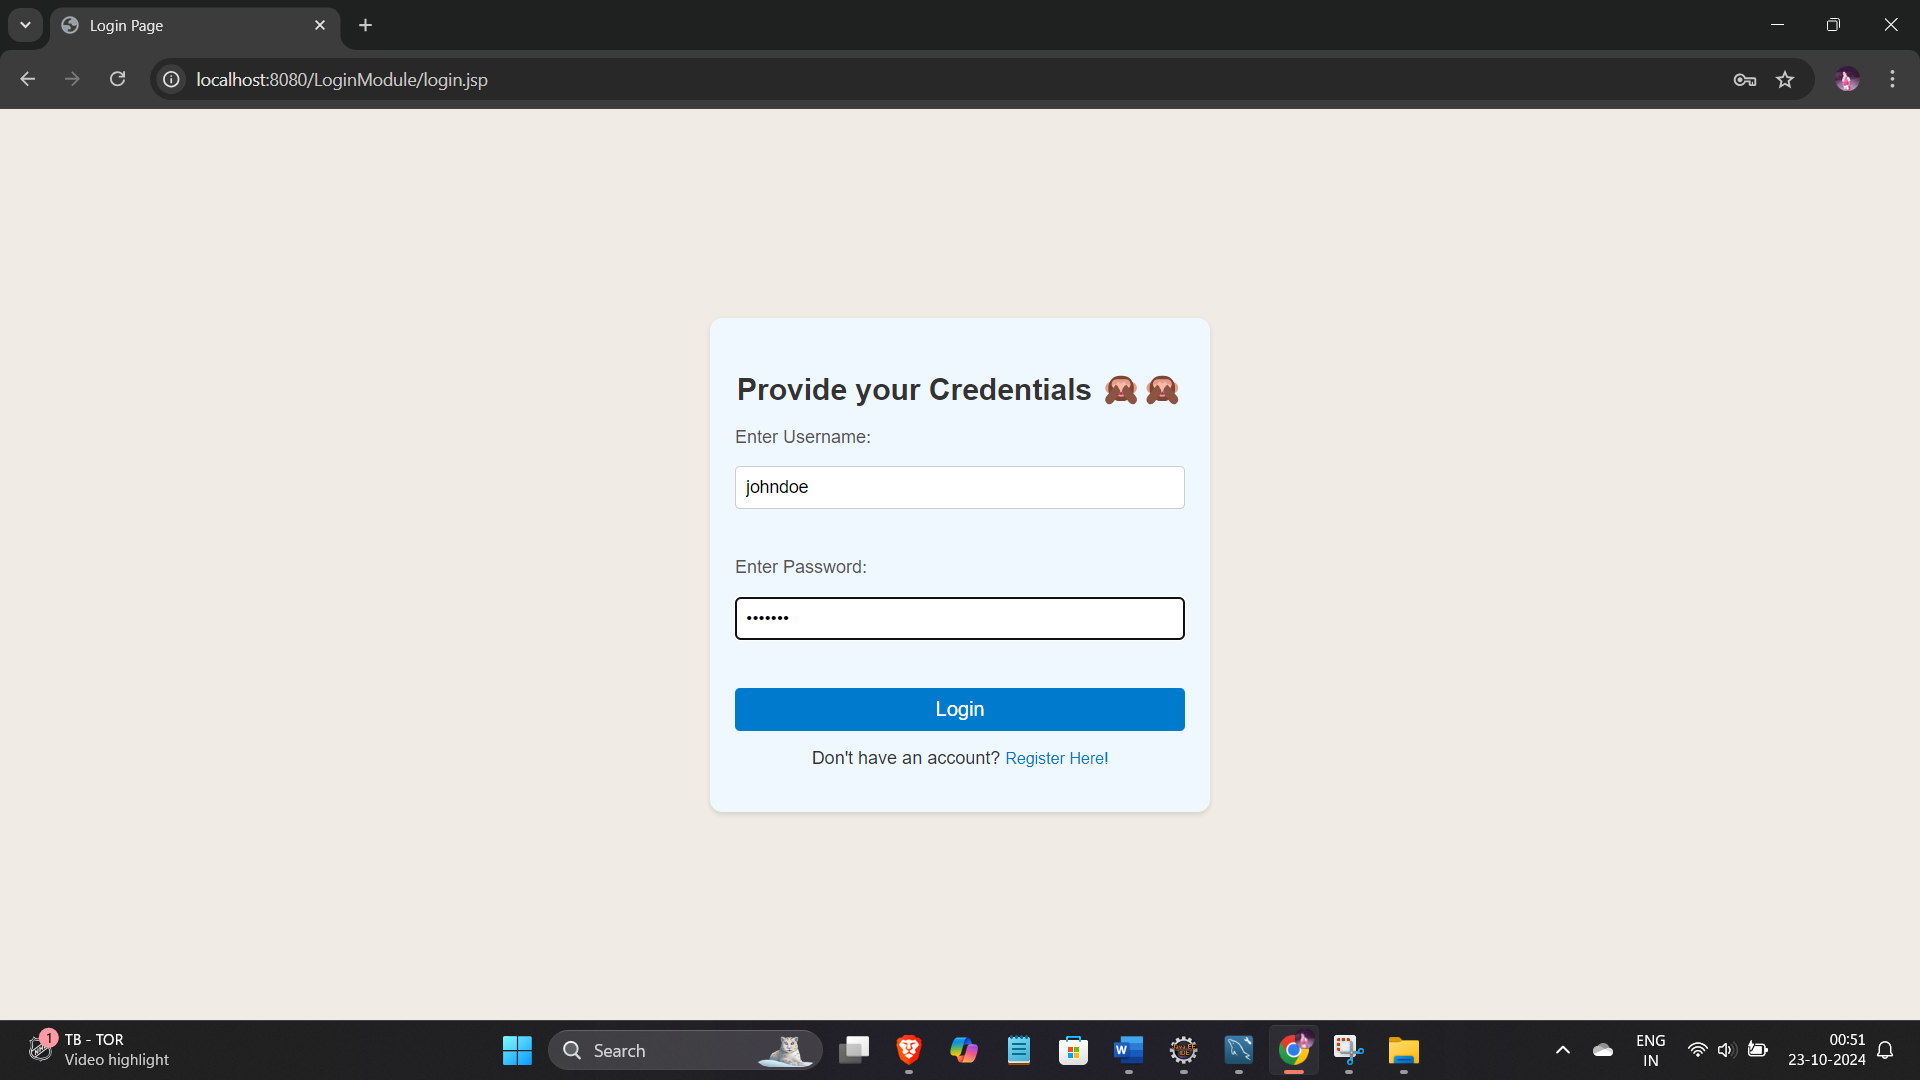 Login Page
localhost:8080/LoginModule/login.jsp
Provide your Credentials 🙈🙈
Enter Username:
johndoe
Enter Password:
•••••••
Login
Don't have an account? Register Here!
1
TB - TOR
Video highlight
Search
W
ENG
IN
00:51
23-10-2024